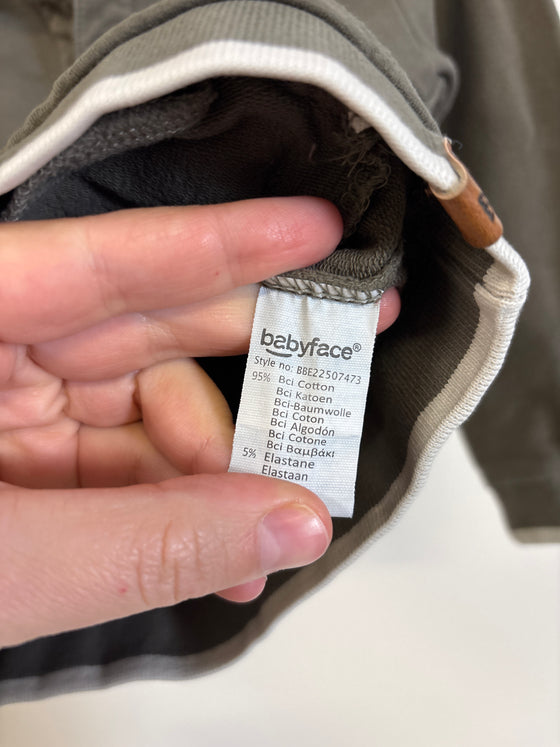 babyface®
Style no: BBE22507473
95% Bci Cotton
Bci Katoen
Bci-Baumwolle
Bci Coton
Bci Algodón
Bci Cotone
Bci Βαμβάκι
5% Elastane
Elastaan